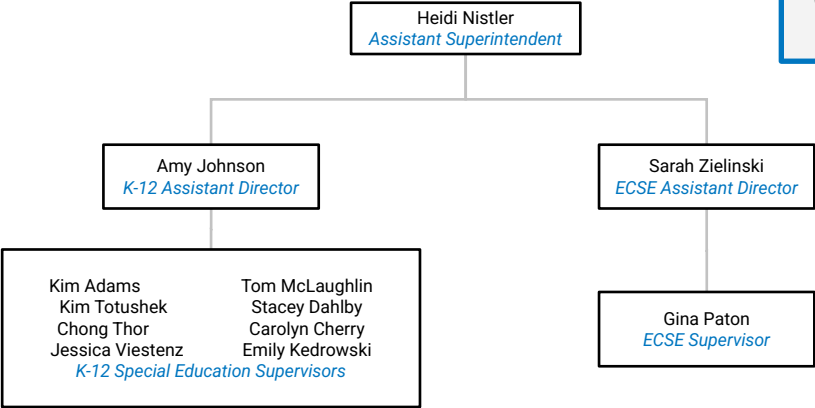 Heidi Nistler
Assistant Superintendent
Amy Johnson
K-12 Assistant Director
Sarah Zielinski
ECSE Assistant Director
Kim Adams Tom McLaughlin
Kim Totushek Stacey Dahlby
Chong Thor Carolyn Cherry
Jessica Viestenz Emily Kedrowski
K-12 Special Education Supervisors
Gina Paton
ECSE Supervisor